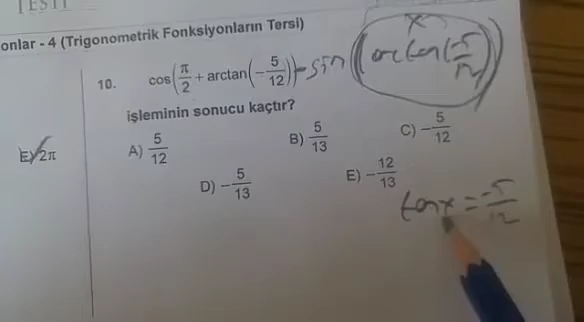 TESTİ
onlar - 4 (Trigonometrik Fonksiyonların Tersi)
x
10. cos(π/2 + arctan(-5/12)) = -sin(arctan(-5/12))
işleminin sonucu kaçtır?
E) 2π
A) 5/12 B) 5/13 C) -5/12
D) -5/13 E) -12/13
tanx = -5/12